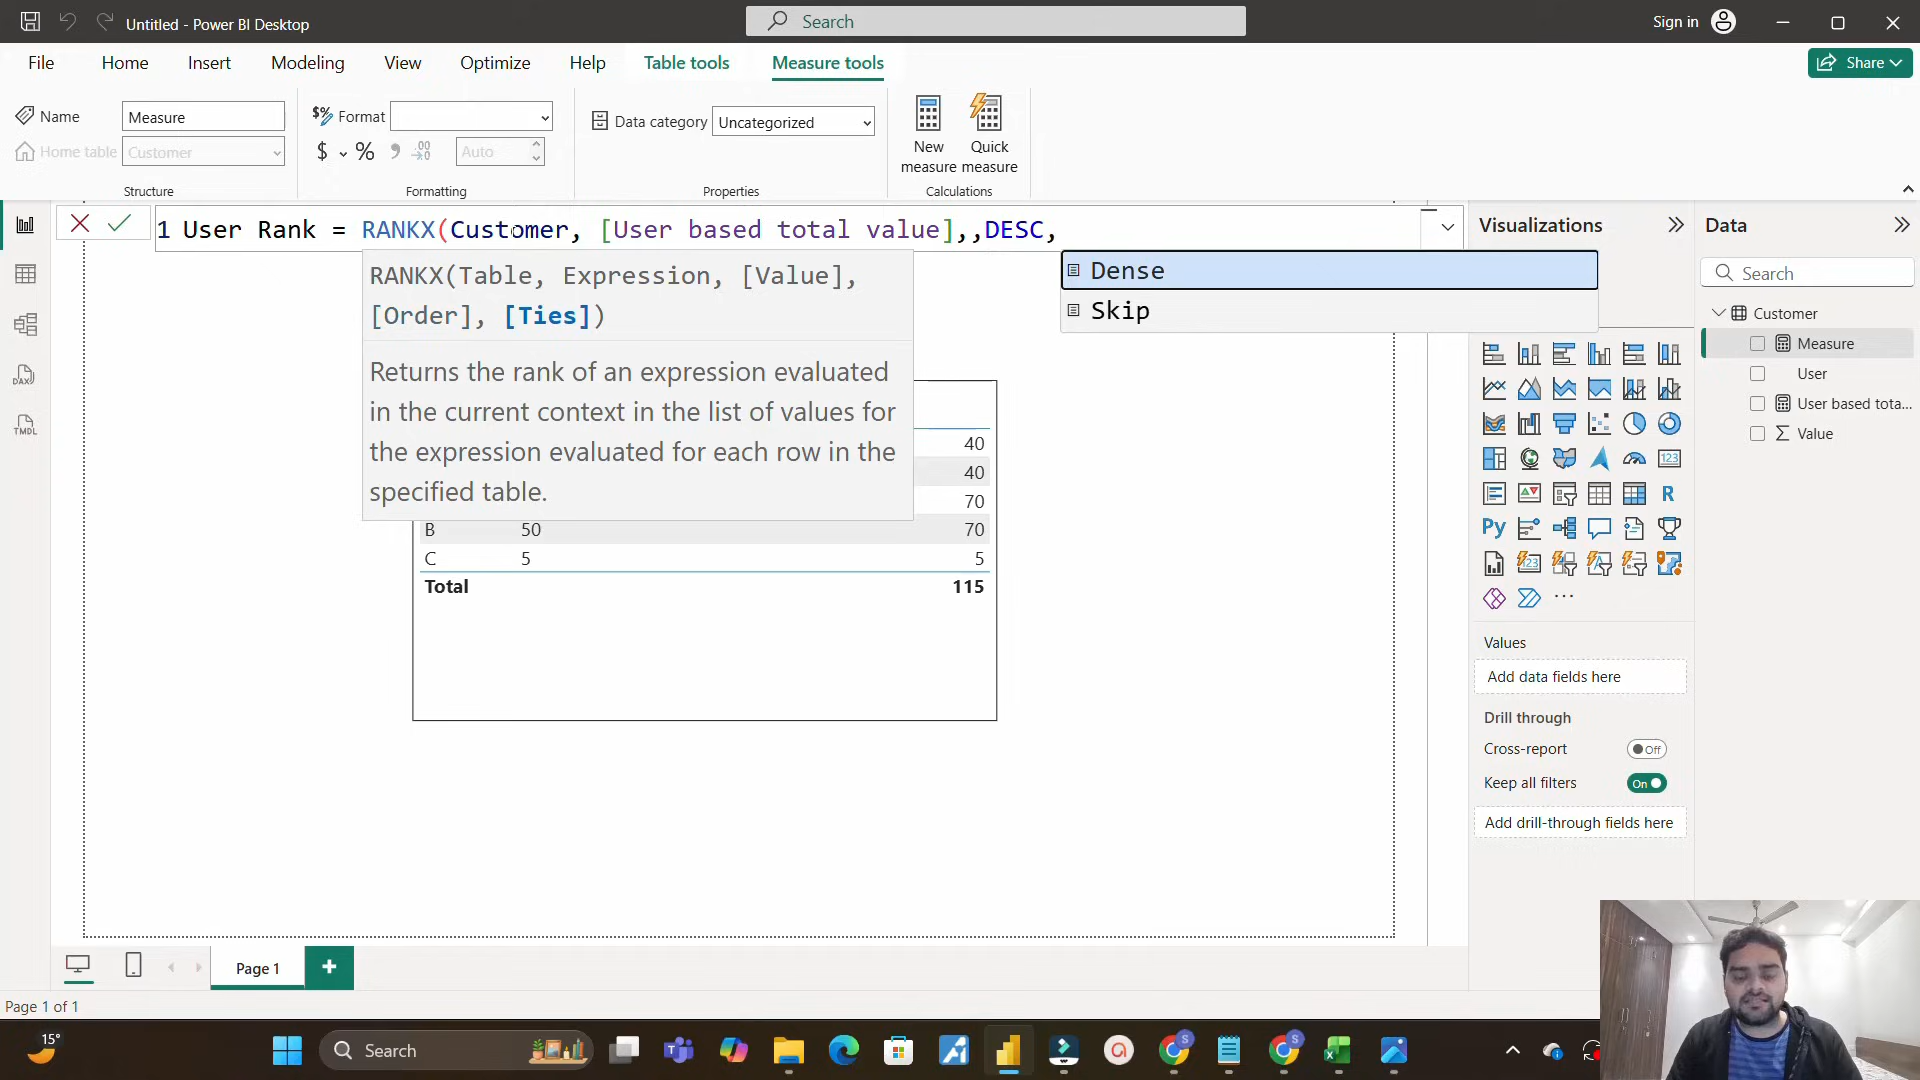 Untitled - Power BI Desktop
Search
Sign in
File Home Insert Modeling View Optimize Help Table tools Measure tools
Share
Name Measure
Home table Customer
Structure
Format
$ % Auto
Formatting
Data category Uncategorized
Properties
New measure
Quick measure
Calculations
1 User Rank = RANKX(Customer, [User based total value],,DESC,
Dense
Skip
RANKX(Table, Expression, [Value],
[Order], [Ties])
Returns the rank of an expression evaluated
in the current context in the list of values for
the expression evaluated for each row in the
specified table.
40
40
70
B 50 70
C 5 5
Total 115
Visualizations
Values
Add data fields here
Drill through
Cross-report Off
Keep all filters On
Add drill-through fields here
Data
Search
Customer
Measure
User
User based tota...
Value
Page 1
Page 1 of 1
15°
Search